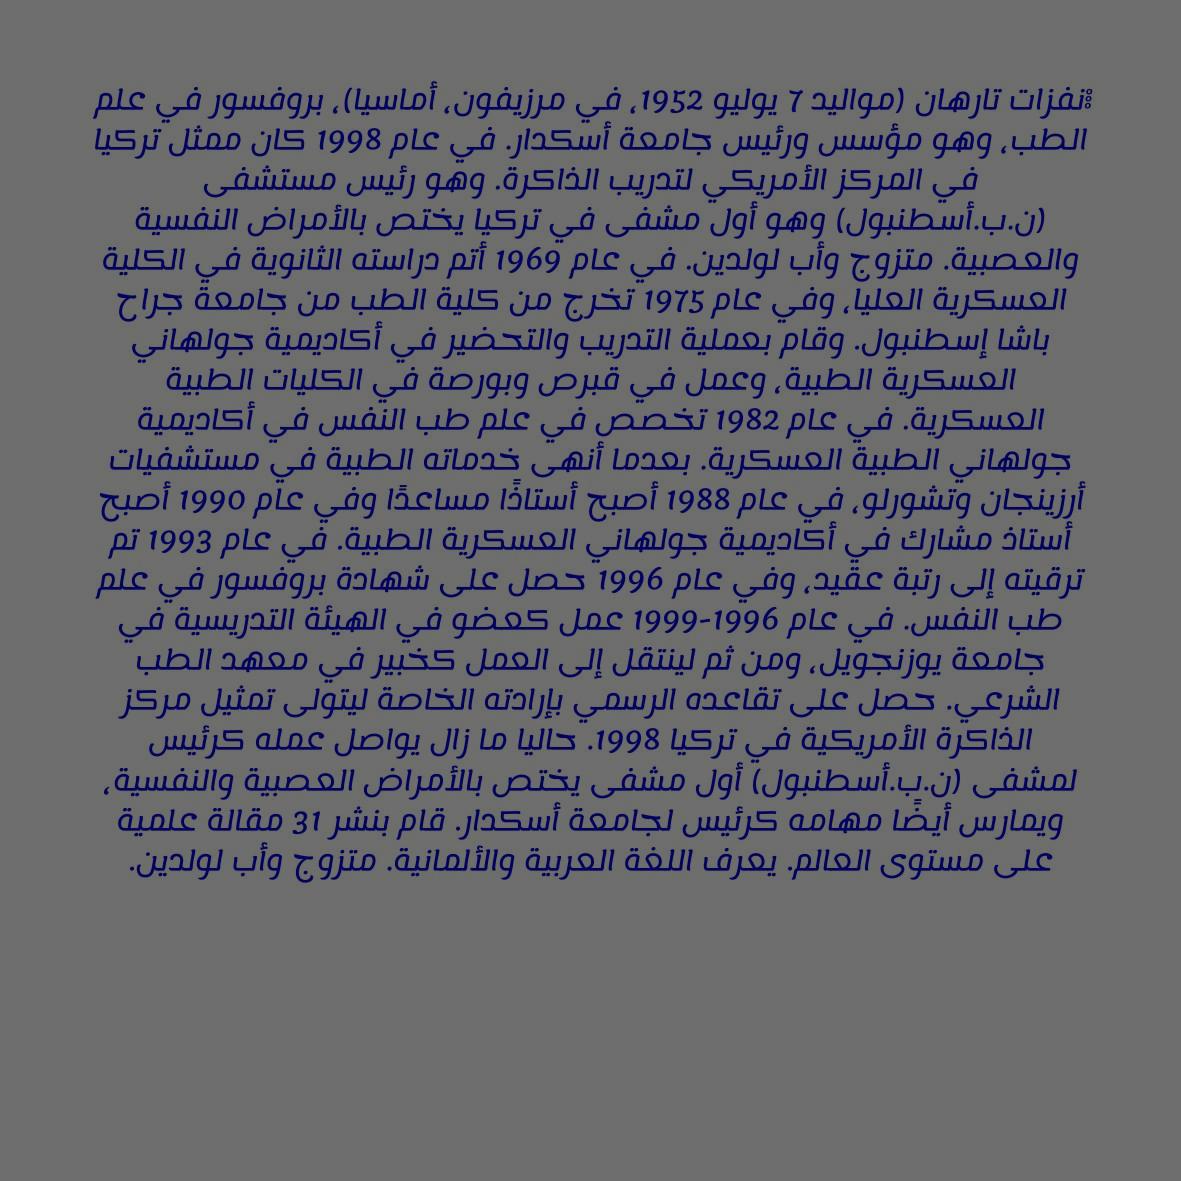 نفزات تارهان (مواليد 7 يوليو 1952، في مرزيفون، أماسيا)، بروفسور في علم
الطب، وهو مؤسس ورئيس جامعة أسكدار. في عام 1998 كان ممثل تركيا
في المركز الأمريكي لتدريب الذاكرة. وهو رئيس مستشفى
(ن.ب.أسطنبول) وهو أول مشفى في تركيا يختص بالأمراض النفسية
والعصبية. متزوج وأب لولدين. في عام 1969 أتم دراسته الثانوية في الكلية
العسكرية العليا، وفي عام 1975 تخرج من كلية الطب من جامعة جراح
باشا إسطنبول. وقام بعملية التدريب والتحضير في أكاديمية جولهاني
العسكرية الطبية، وعمل في قبرص وبورصة في الكليات الطبية
العسكرية. في عام 1982 تخصص في علم طب النفس في أكاديمية
جولهاني الطبية العسكرية. بعدما أنهى خدماته الطبية في مستشفيات
أرزينجان وتشورلو، في عام 1988 أصبح أستاذًا مساعدًا وفي عام 1990 أصبح
أستاذ مشارك في أكاديمية جولهاني العسكرية الطبية. في عام 1993 تم
ترقيته إلى رتبة عقيد، وفي عام 1996 حصل على شهادة بروفسور في علم
طب النفس. في عام 1996-1999 عمل كعضو في الهيئة التدريسية في
جامعة يوزنجويل، ومن ثم لينتقل إلى العمل كخبير في معهد الطب
الشرعي. حصل على تقاعده الرسمي بإرادته الخاصة ليتولى تمثيل مركز
الذاكرة الأمريكية في تركيا 1998. حاليا ما زال يواصل عمله كرئيس
لمشفى (ن.ب.أسطنبول) أول مشفى يختص بالأمراض العصبية والنفسية،
ويمارس أيضًا مهامه كرئيس لجامعة أسكدار. قام بنشر 31 مقالة علمية
على مستوى العالم. يعرف اللغة العربية والألمانية. متزوج وأب لولدين.